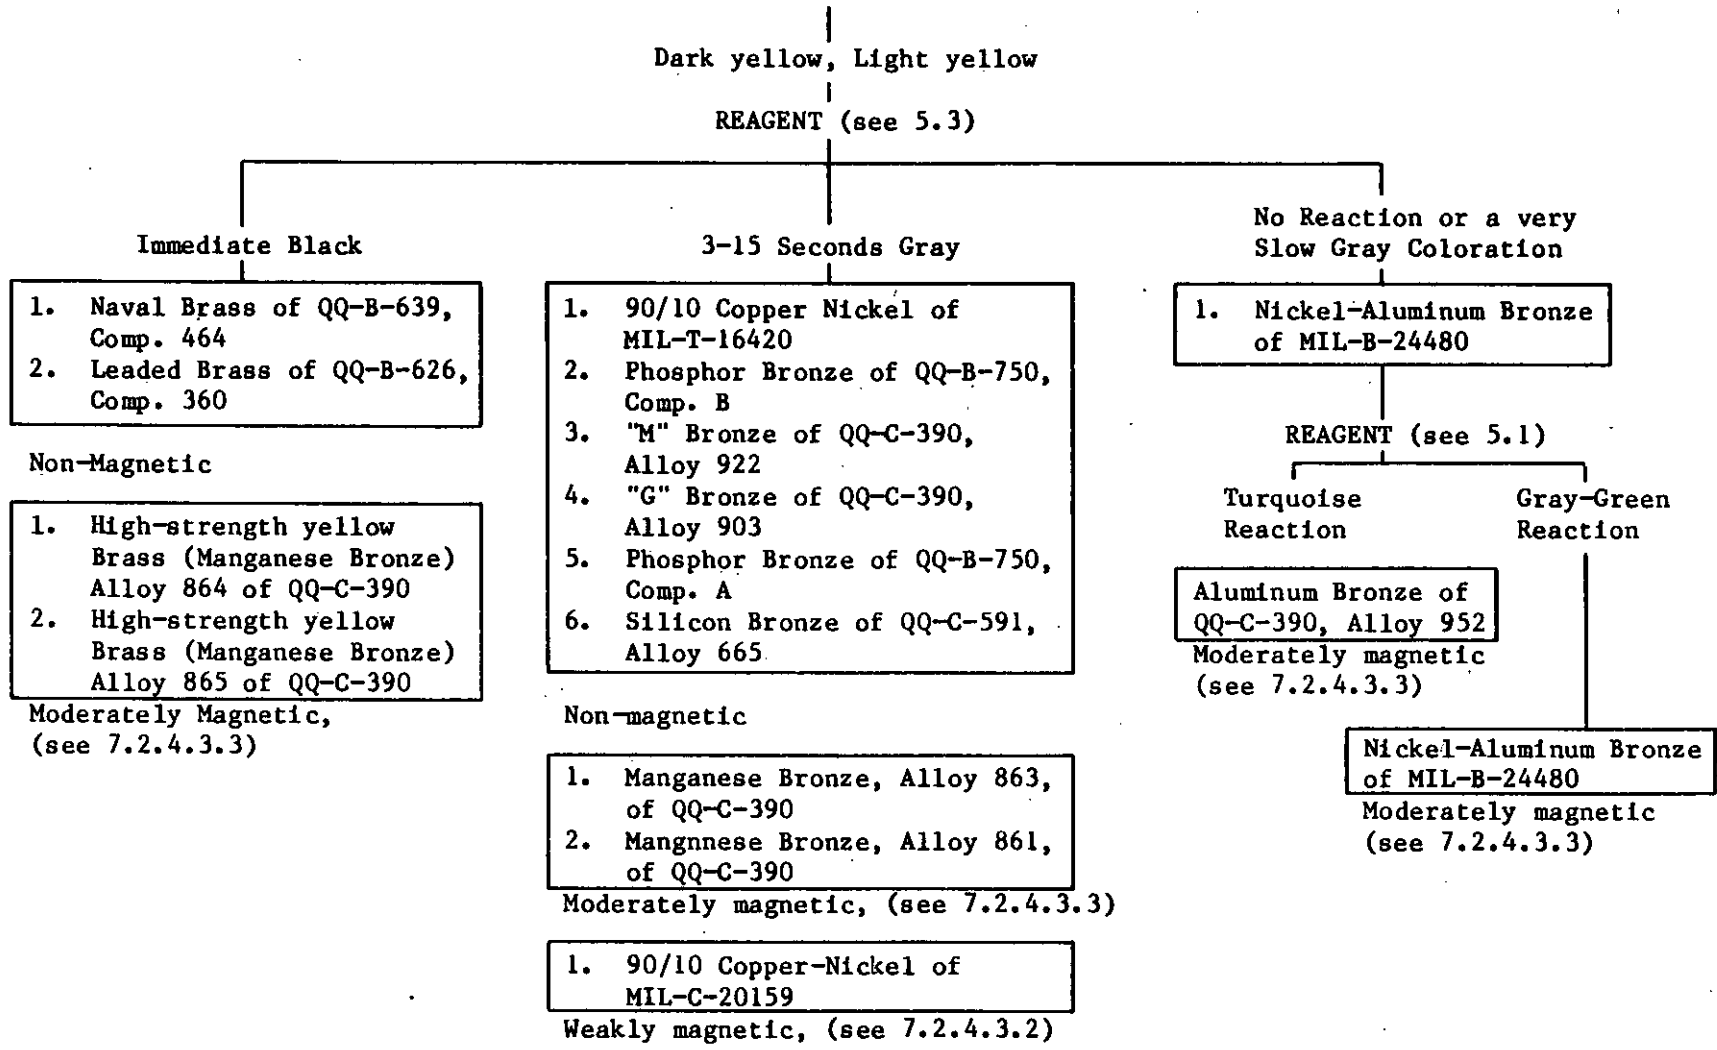 Dark yellow, Light yellow
REAGENT (see 5.3)
Immediate Black
1. Naval Brass of QQ-B-639,
Comp. 464
2. Leaded Brass of QQ-B-626,
Comp. 360
Non-Magnetic
1. High-strength yellow
Brass (Manganese Bronze)
Alloy 864 of QQ-C-390
2. High-strength yellow
Brass (Manganese Bronze)
Alloy 865 of QQ-C-390
Moderately Magnetic,
(see 7.2.4.3.3)
3-15 Seconds Gray
1. 90/10 Copper Nickel of
MIL-T-16420
2. Phosphor Bronze of QQ-B-750,
Comp. B
3. "M" Bronze of QQ-C-390,
Alloy 922
4. "G" Bronze of QQ-C-390,
Alloy 903
5. Phosphor Bronze of QQ-B-750,
Comp. A
6. Silicon Bronze of QQ-C-591,
Alloy 665
Non-magnetic
1. Manganese Bronze, Alloy 863,
of QQ-C-390
2. Mangnnese Bronze, Alloy 861,
of QQ-C-390
Moderately magnetic, (see 7.2.4.3.3)
1. 90/10 Copper-Nickel of
MIL-C-20159
Weakly magnetic, (see 7.2.4.3.2)
No Reaction or a very
Slow Gray Coloration
1. Nickel-Aluminum Bronze
of MIL-B-24480
REAGENT (see 5.1)
Turquoise
Reaction
Aluminum Bronze of
QQ-C-390, Alloy 952
Moderately magnetic
(see 7.2.4.3.3)
Gray-Green
Reaction
Nickel-Aluminum Bronze
of MIL-B-24480
Moderately magnetic
(see 7.2.4.3.3)